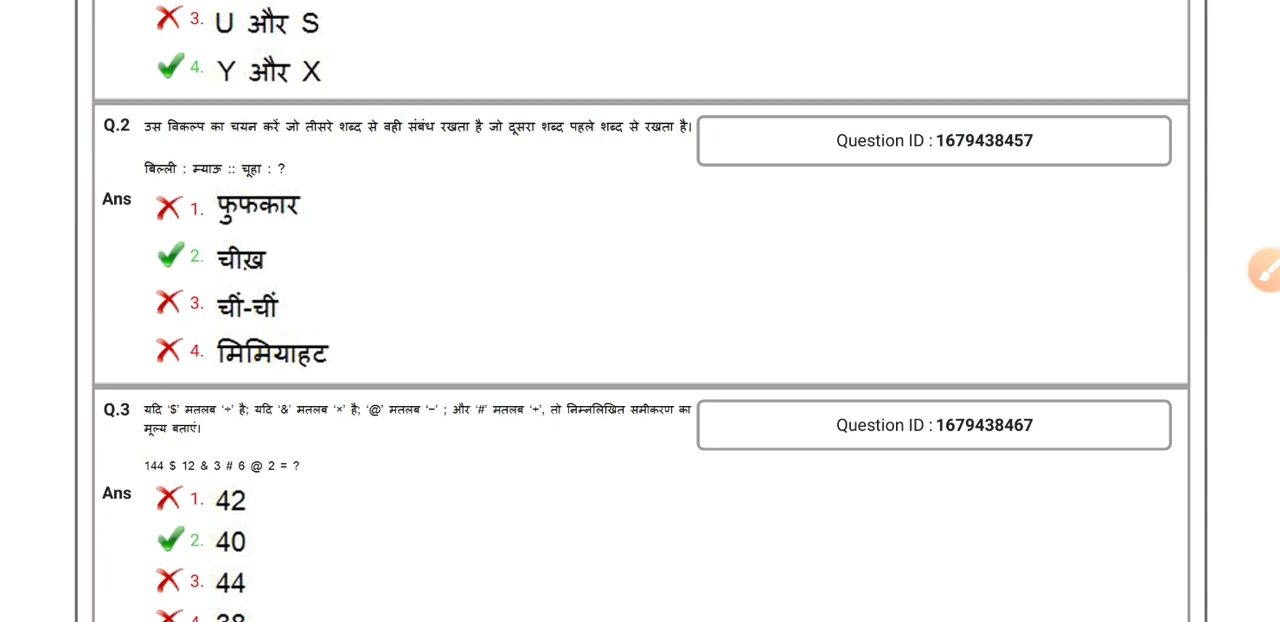 3. U और S
4. Y और X
Q.2 उस विकल्प का चयन करें जो तीसरे शब्द से वही संबंध रखता है जो दूसरा शब्द पहले शब्द से रखता है।
Question ID : 1679438457
बिल्ली : म्याऊ :: चूहा : ?
Ans 1. फुफकार
2. चीख़
3. चीं-चीं
4. मिमियाहट
Q.3 यदि '$' मतलब '÷' है; यदि '&' मतलब '×' है; '@' मतलब '−' ; और '#' मतलब '+', तो निम्नलिखित समीकरण का
मूल्य बताएं।
Question ID : 1679438467
144 $ 12 & 3 # 6 @ 2 = ?
Ans 1. 42
2. 40
3. 44
4. 38